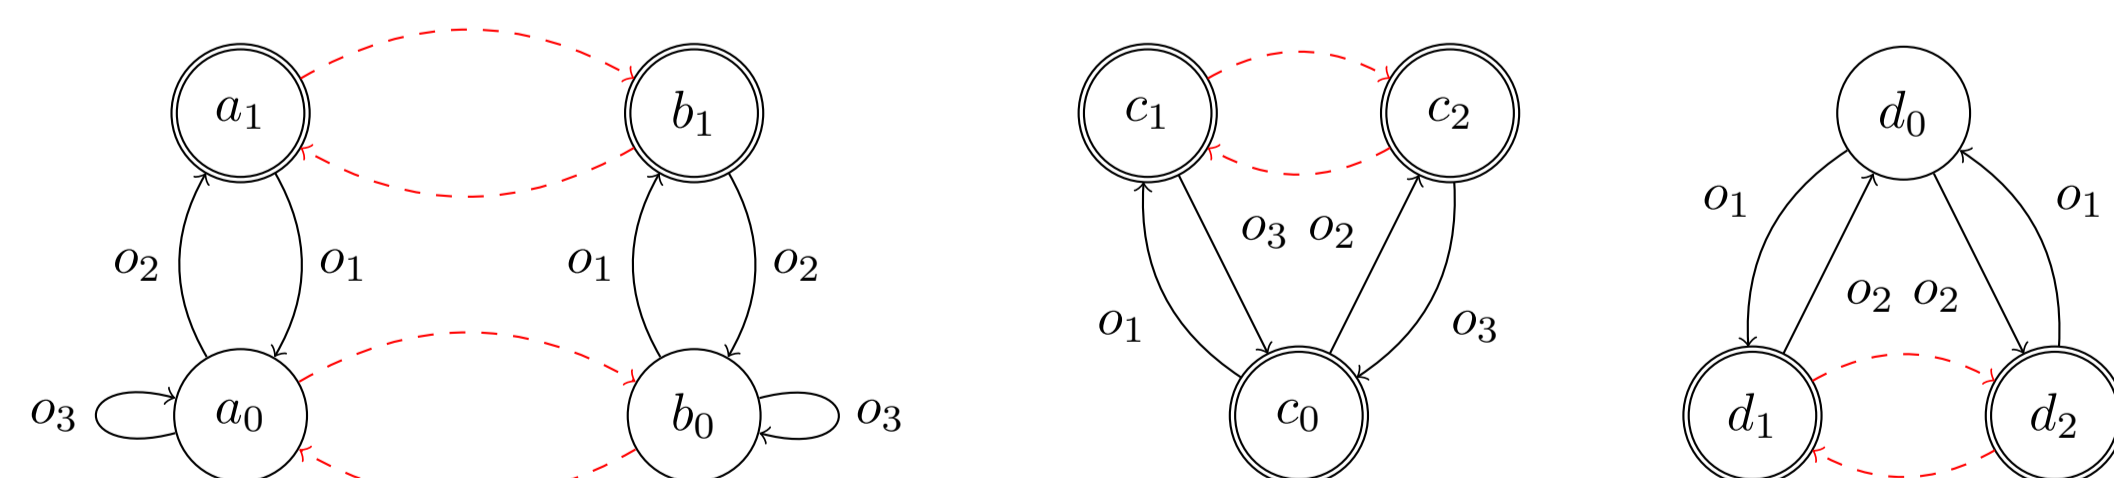 a₁ b₁ c₁ c₂ d₀
o₁ o₁
o₃ o₂
o₂ o₁ o₁ o₂
o₂ o₂
o₁ o₃
o₃ a₀ b₀ o₃ c₀ d₁ d₂